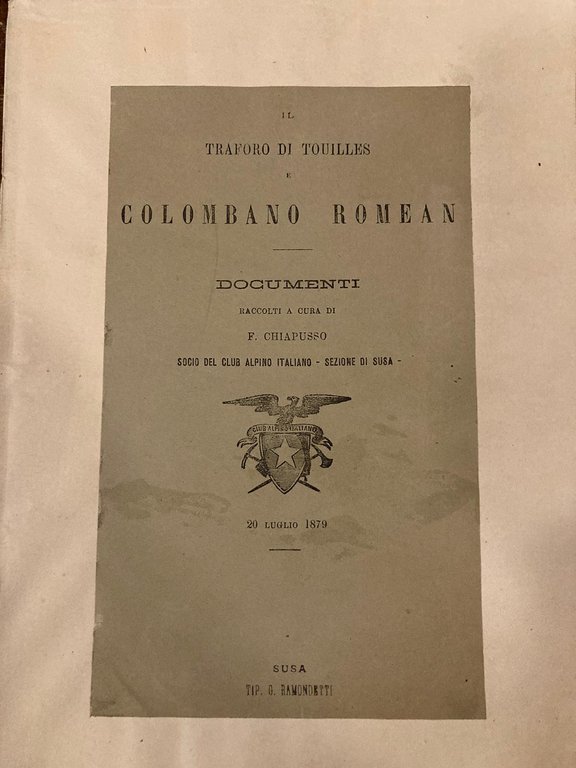 IL
TRAFORO DI TOUILLES
E
COLOMBANO ROMEAN
DOCUMENTI
RACCOLTI A CURA DI
F. CHIAPUSSO
SOCIO DEL CLUB ALPINO ITALIANO - SEZIONE DI SUSA -
CLUB ALPINO ITALIANO
20 LUGLIO 1879
SUSA
TIP. G. RAMONDETTI